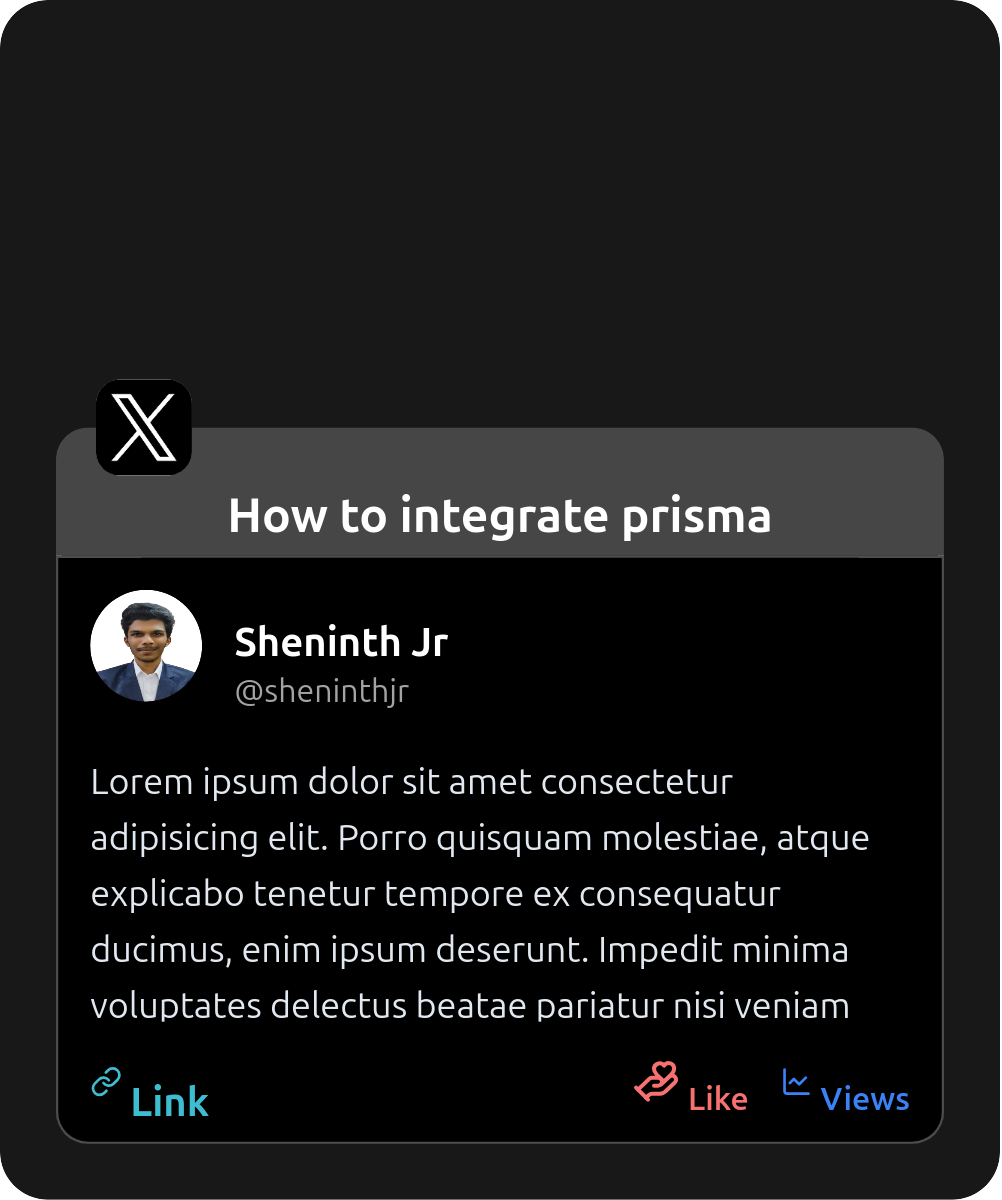 How to integrate prisma
Sheninth Jr
@sheninthjr
Lorem ipsum dolor sit amet consectetur
adipisicing elit. Porro quisquam molestiae, atque
explicabo tenetur tempore ex consequatur
ducimus, enim ipsum deserunt. Impedit minima
voluptates delectus beatae pariatur nisi veniam
Link Like Views